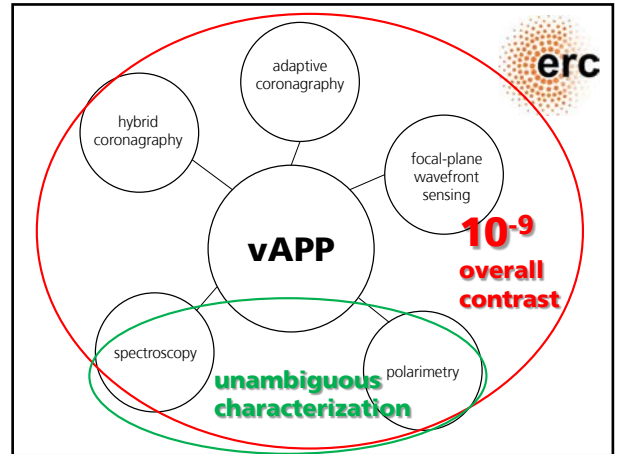 erc
adaptive
coronagraphy
hybrid
coronagraphy
focal-plane
wavefront
sensing
vAPP
10-9
overall
contrast
spectroscopy
polarimetry
unambiguous
characterization